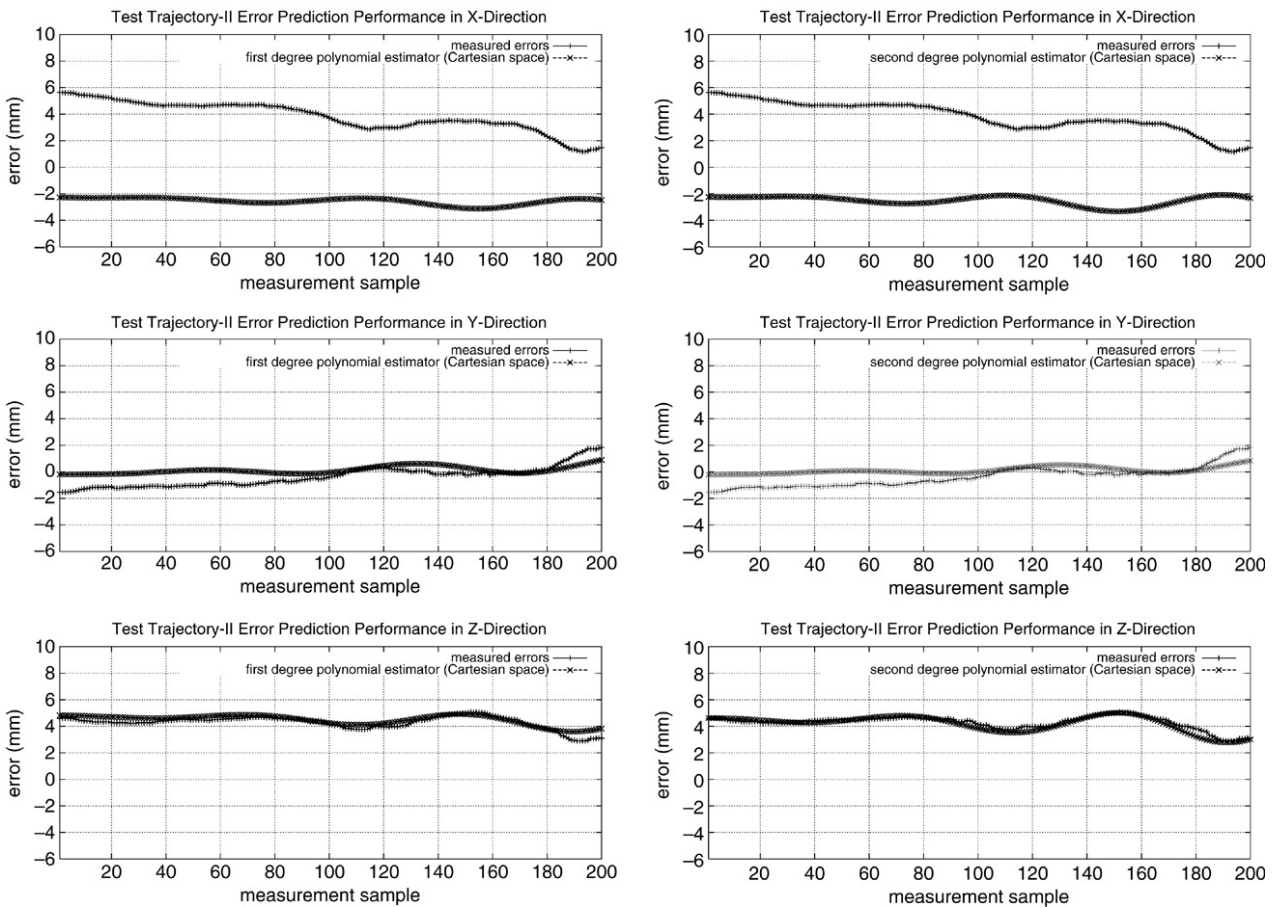 Test Trajectory-II Error Prediction Performance in X-Direction
10
8
6
4
2
0
−2
−4
−6
error (mm)
measured errors
first degree polynomial estimator (Cartesian space)
20 40 60 80 100 120 140 160 180 200
measurement sample
Test Trajectory-II Error Prediction Performance in X-Direction
10
8
6
4
2
0
−2
−4
−6
error (mm)
measured errors
second degree polynomial estimator (Cartesian space)
20 40 60 80 100 120 140 160 180 200
measurement sample
Test Trajectory-II Error Prediction Performance in Y-Direction
10
8
6
4
2
0
−2
−4
−6
error (mm)
measured errors
first degree polynomial estimator (Cartesian space)
20 40 60 80 100 120 140 160 180 200
measurement sample
Test Trajectory-II Error Prediction Performance in Y-Direction
10
8
6
4
2
0
−2
−4
−6
error (mm)
measured errors
second degree polynomial estimator (Cartesian space)
20 40 60 80 100 120 140 160 180 200
measurement sample
Test Trajectory-II Error Prediction Performance in Z-Direction
10
8
6
4
2
0
−2
−4
−6
error (mm)
measured errors
first degree polynomial estimator (Cartesian space)
20 40 60 80 100 120 140 160 180 200
measurement sample
Test Trajectory-II Error Prediction Performance in Z-Direction
10
8
6
4
2
0
−2
−4
−6
error (mm)
measured errors
second degree polynomial estimator (Cartesian space)
20 40 60 80 100 120 140 160 180 200
measurement sample